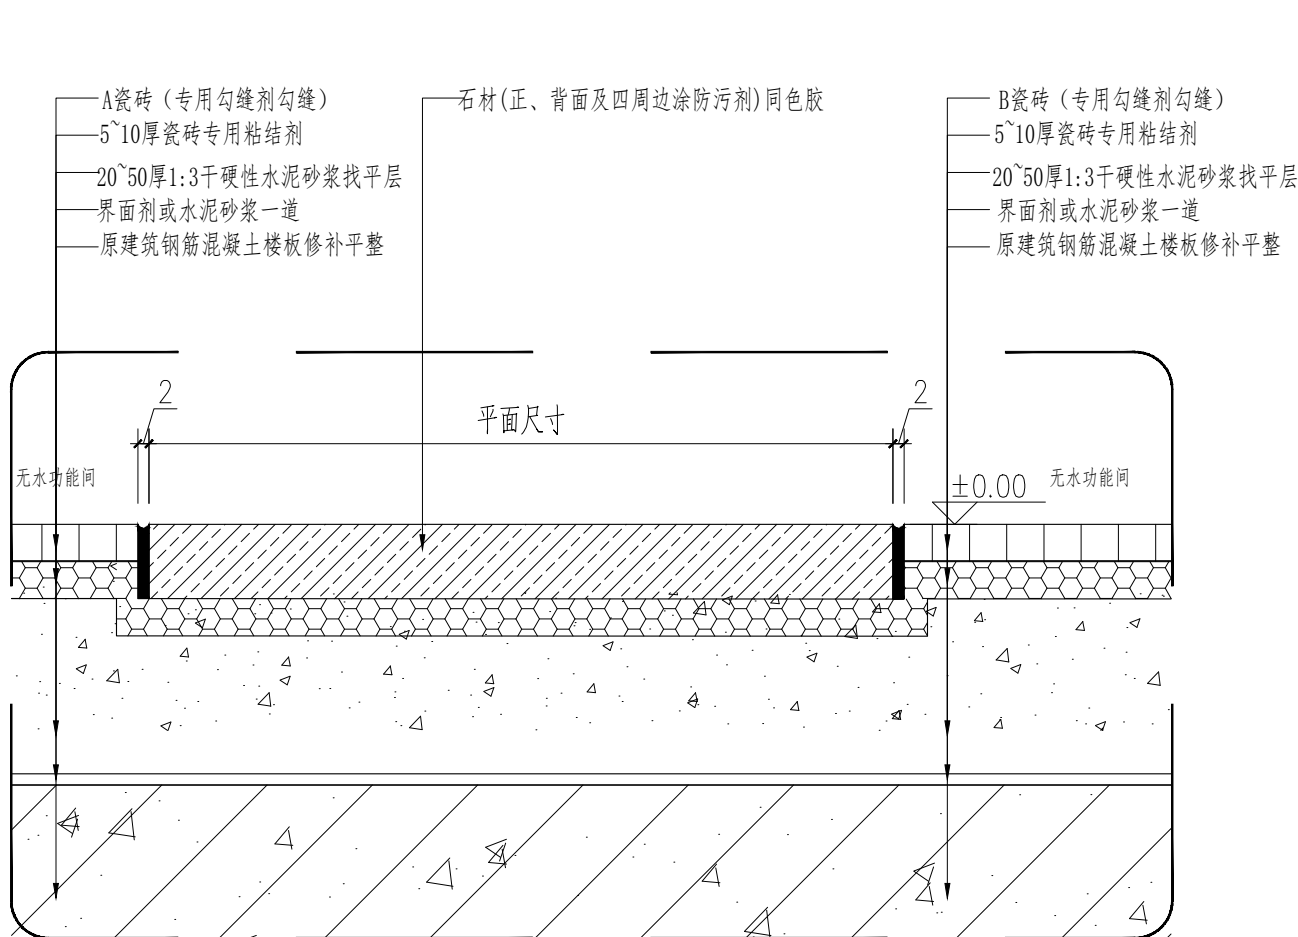 A瓷砖（专用勾缝剂勾缝）
5~10厚瓷砖专用粘结剂
20~50厚1:3干硬性水泥砂浆找平层
界面剂或水泥砂浆一道
原建筑钢筋混凝土楼板修补平整
石材(正、背面及四周边涂防污剂)同色胶
B瓷砖（专用勾缝剂勾缝）
5~10厚瓷砖专用粘结剂
20~50厚1:3干硬性水泥砂浆找平层
界面剂或水泥砂浆一道
原建筑钢筋混凝土楼板修补平整
2
平面尺寸
2
无水功能间
±0.00
无水功能间